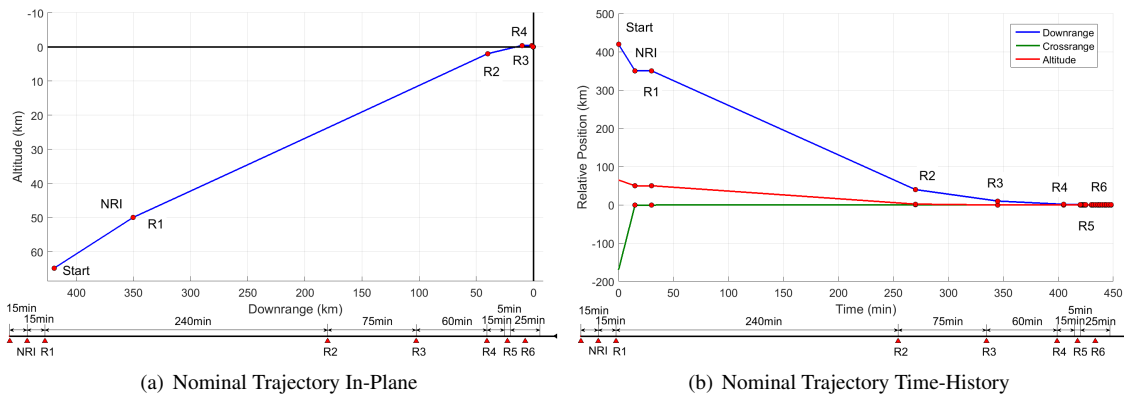 -10
0
10
20
30
40
50
60
Altitude (km)
400
350
300
250
200
150
100
50
0
Downrange (km)
Start
NRI
R1
R2
R3
R4
15min
15min
240min
75min
60min
15min
5min
25min
NRI
R1
R2
R3
R4
R5
R6
(a) Nominal Trajectory In-Plane
500
400
300
200
100
0
-100
-200
Relative Position (km)
0
50
100
150
200
250
300
350
400
450
Time (min)
Start
NRI
R1
R2
R3
R4
R6
R5
Downrange
Crossrange
Altitude
15min
15min
240min
75min
60min
15min
5min
25min
NRI
R1
R2
R3
R4
R5
R6
(b) Nominal Trajectory Time-History